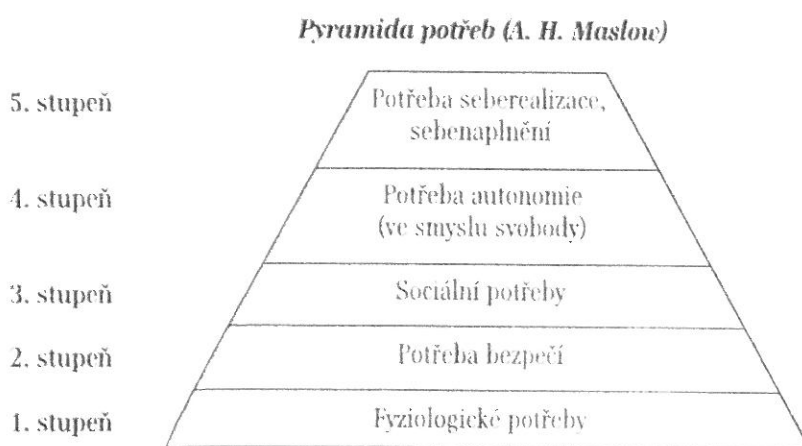 Pyramida potřeb (A. H. Maslow)
5. stupeň
Potřeba seberealizace,
sebenaplnění
4. stupeň
Potřeba autonomie
(ve smyslu svobody)
3. stupeň
Sociální potřeby
2. stupeň
Potřeba bezpečí
1. stupeň
Fyziologické potřeby